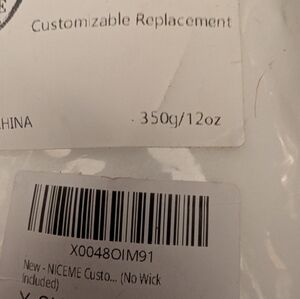 E
Customizable Replacement
HINA
350g/12oz
X0048OIM91
New - NICEME Custo... (No Wick
Included)